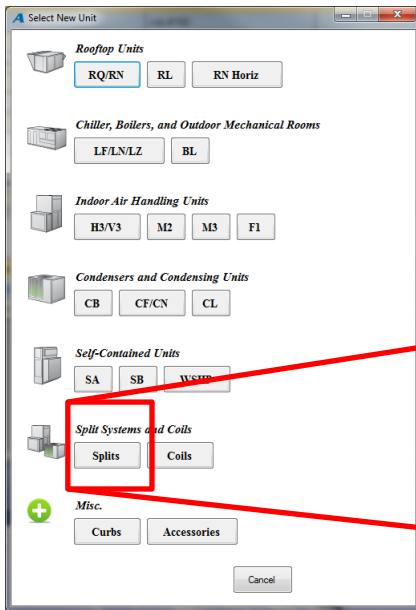 Select New Unit
Rooftop Units
RQ/RN RL RN Horiz
Chiller, Boilers, and Outdoor Mechanical Rooms
LF/LN/LZ BL
Indoor Air Handling Units
H3/V3 M2 M3 F1
Condensers and Condensing Units
CB CF/CN CL
Self-Contained Units
SA SB WSHP
Split Systems and Coils
Splits Coils
Misc.
Curbs Accessories
Cancel